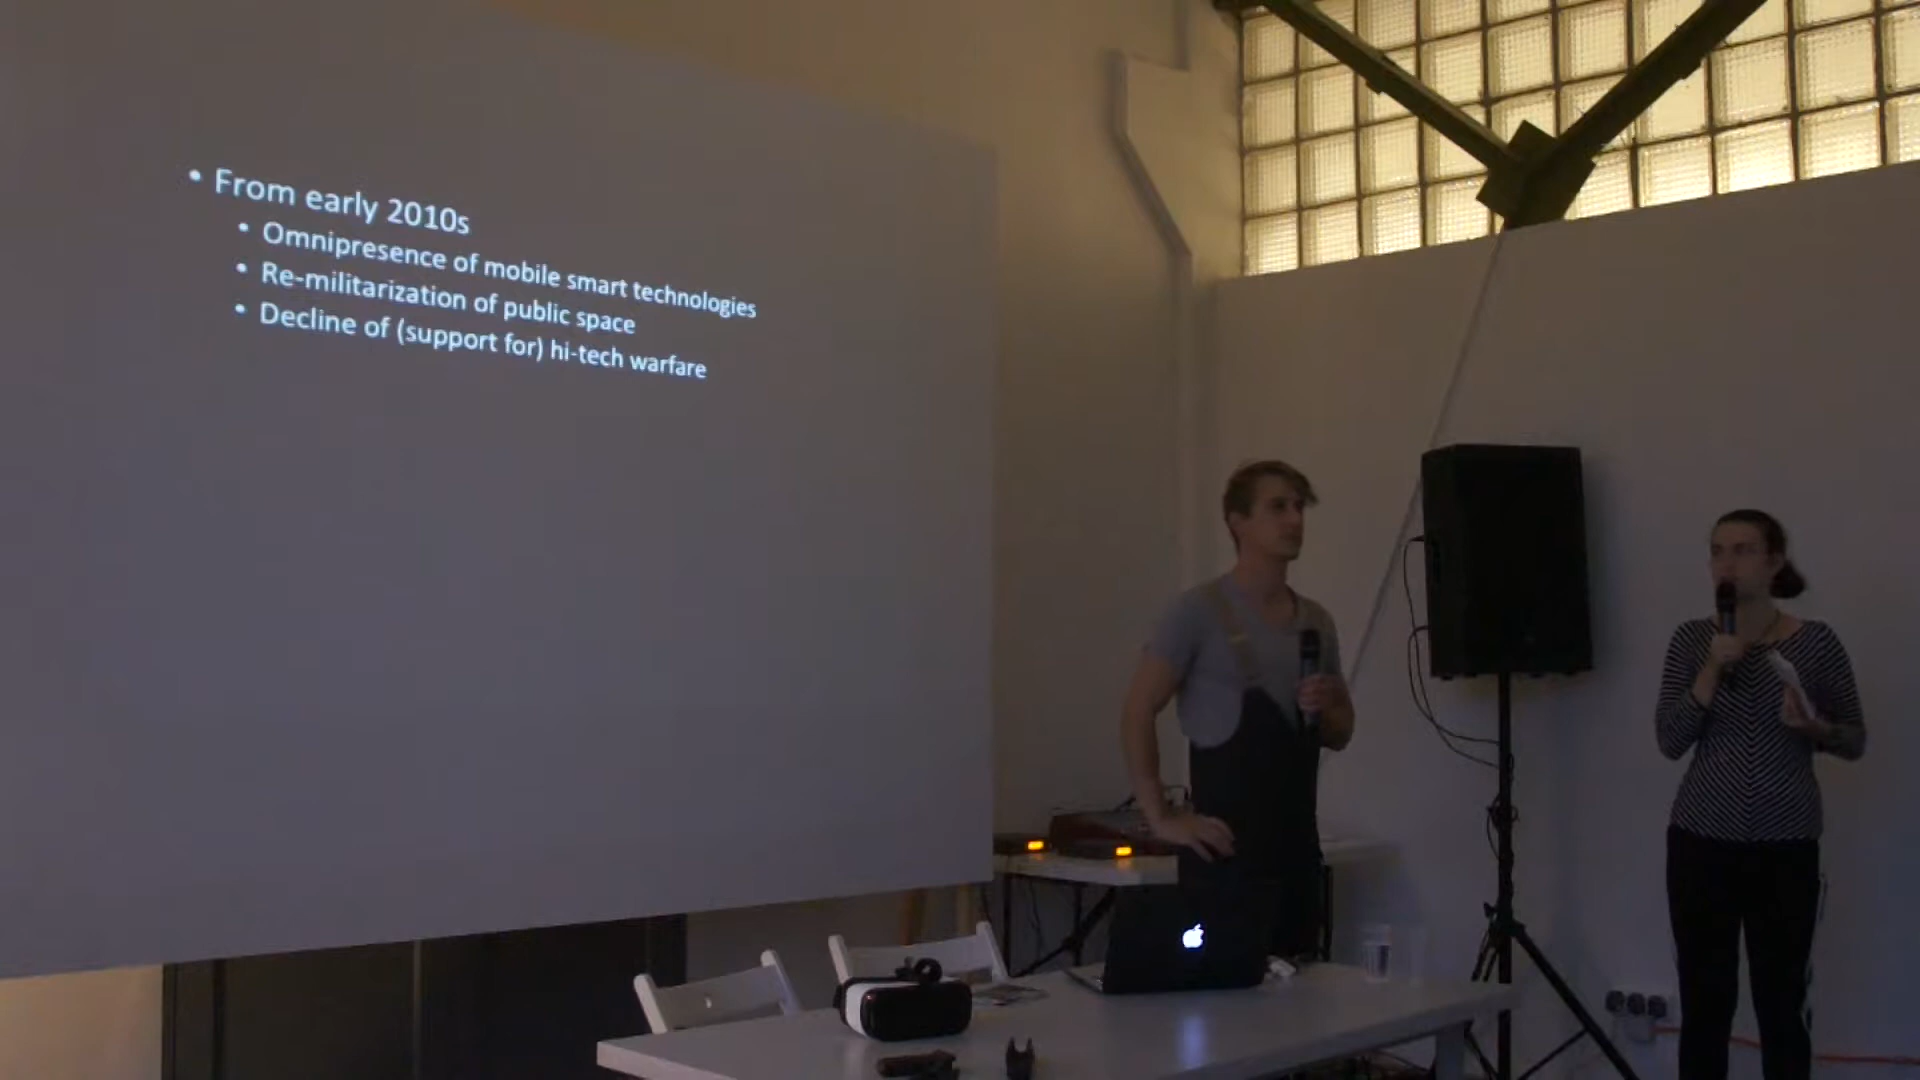 • From early 2010s
• Omnipresence of mobile smart technologies
• Re-militarization of public space
• Decline of (support for) hi-tech warfare